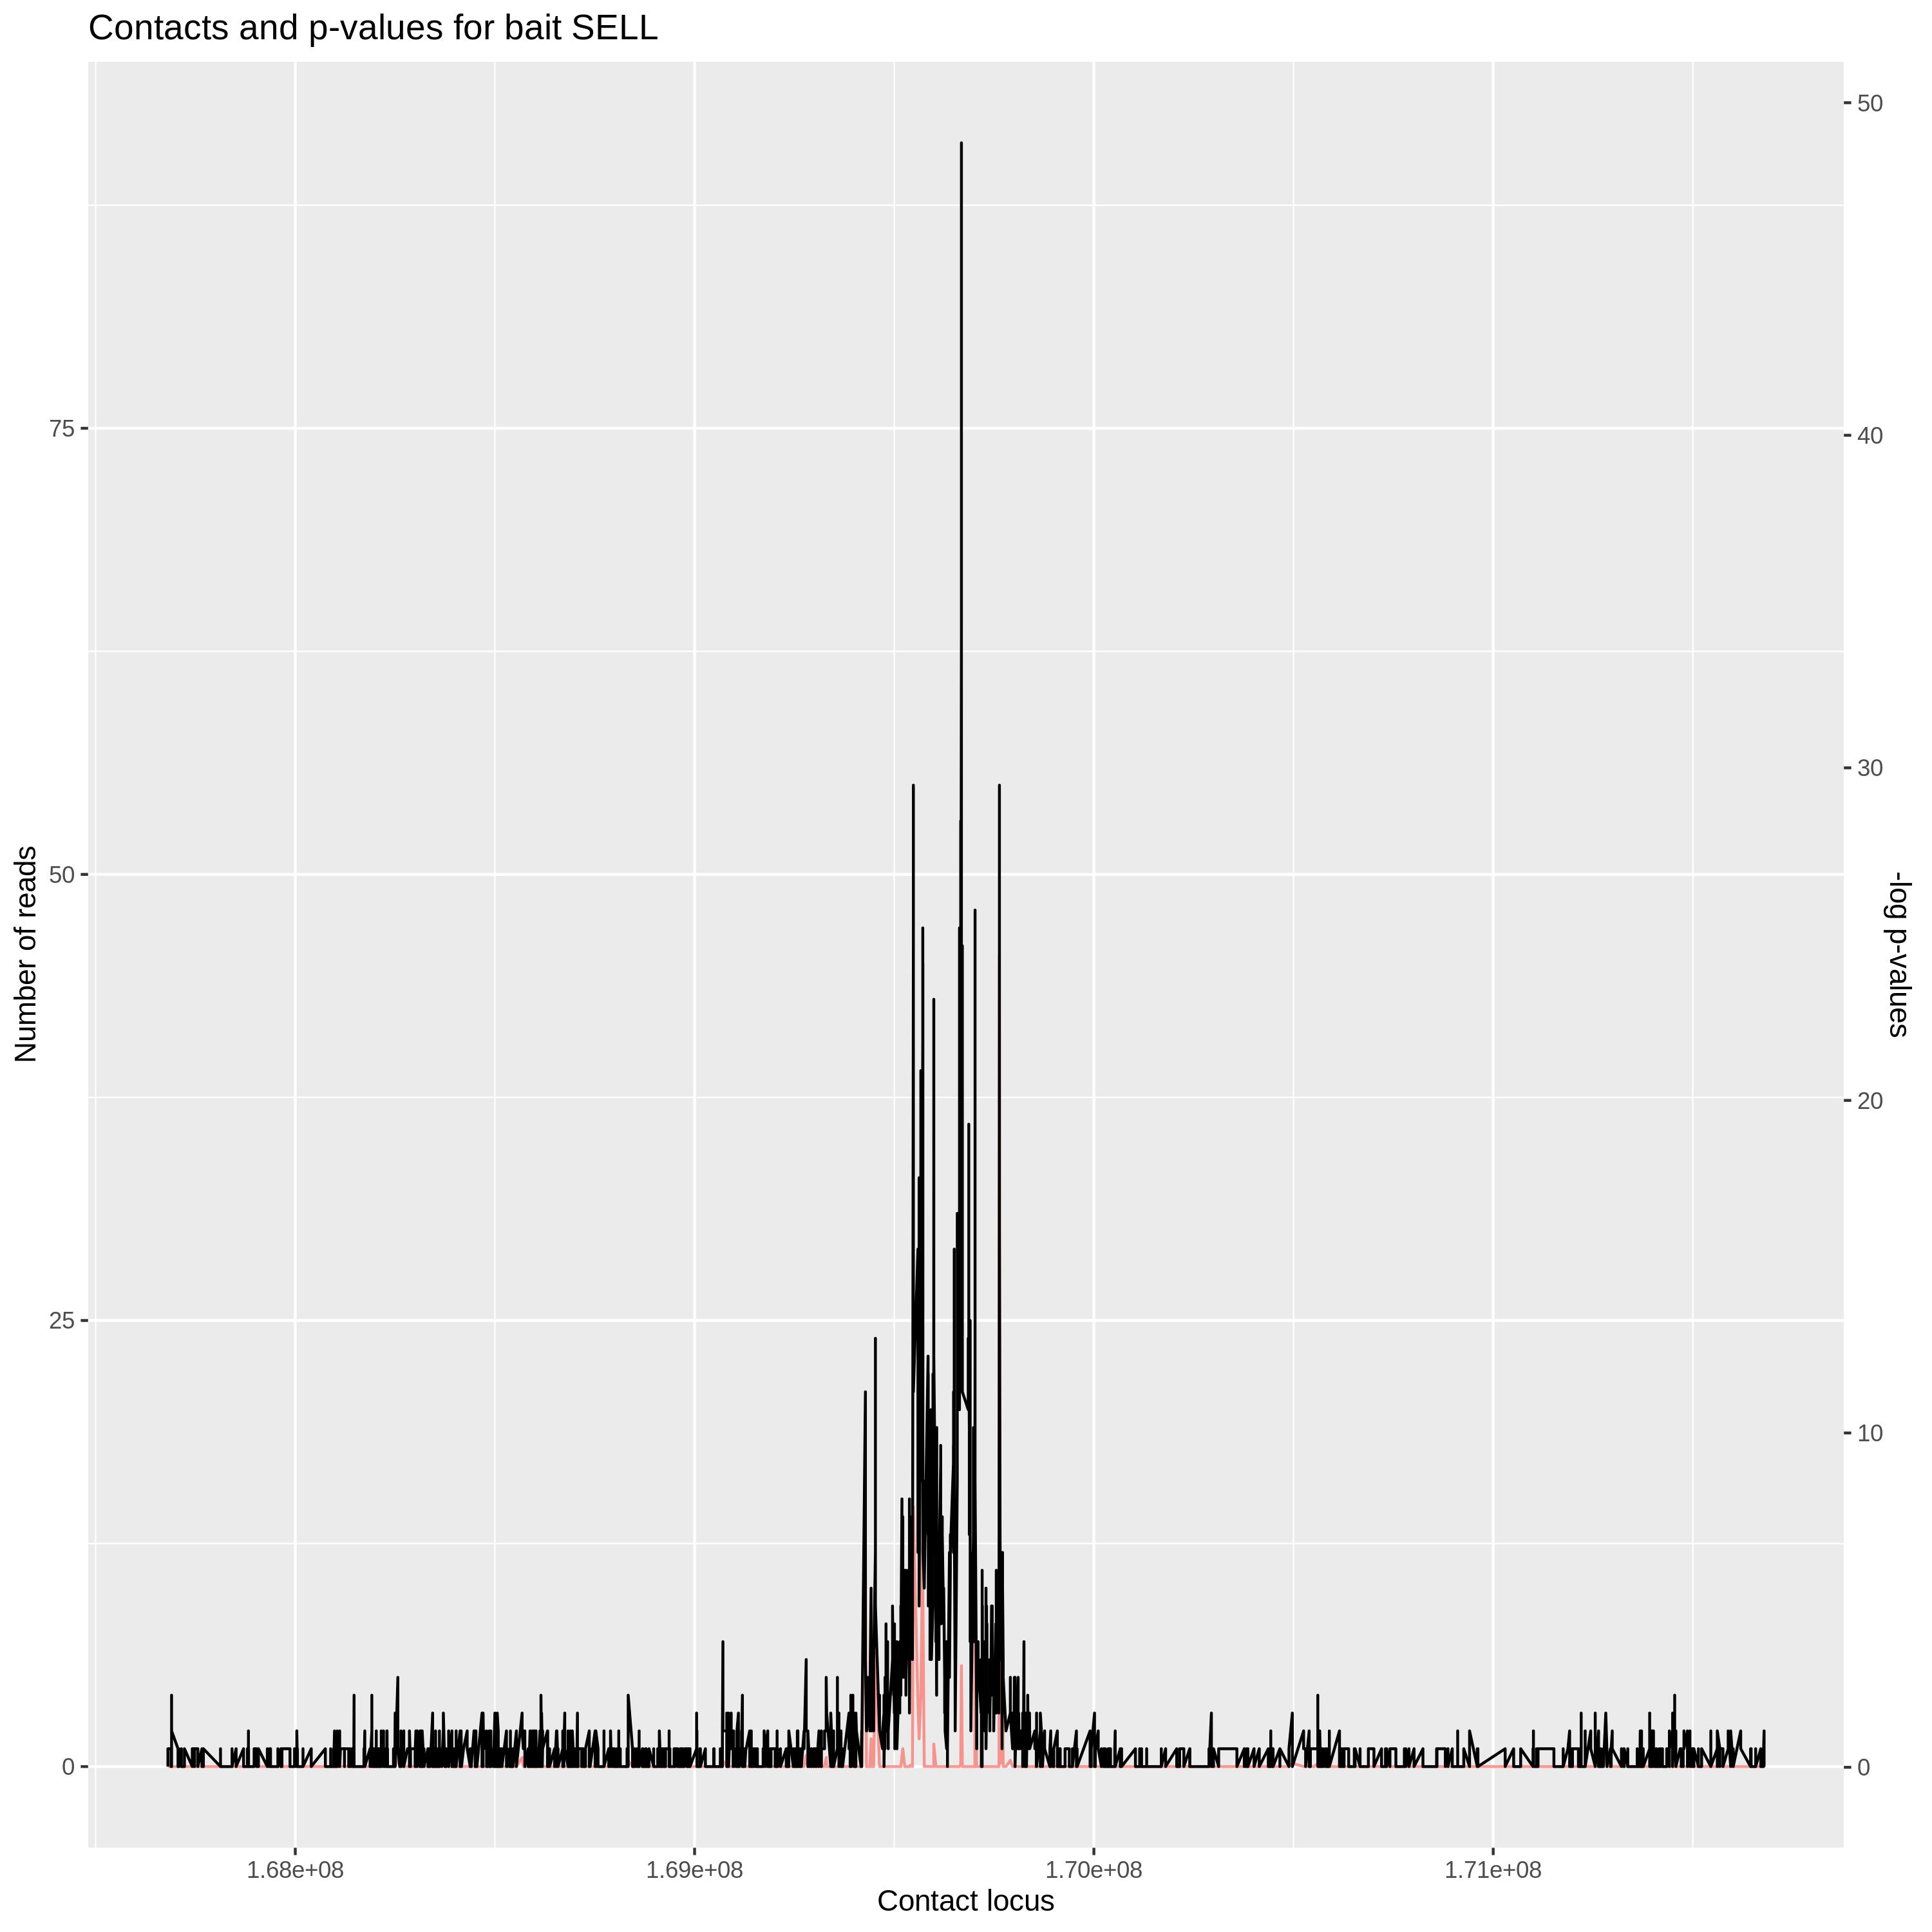 Contacts and p-values for bait SELL
50
75
40
30
50
20
25
10
0
0
Number of reads
-log p-values
1.68e+08
1.69e+08
1.70e+08
1.71e+08
Contact locus